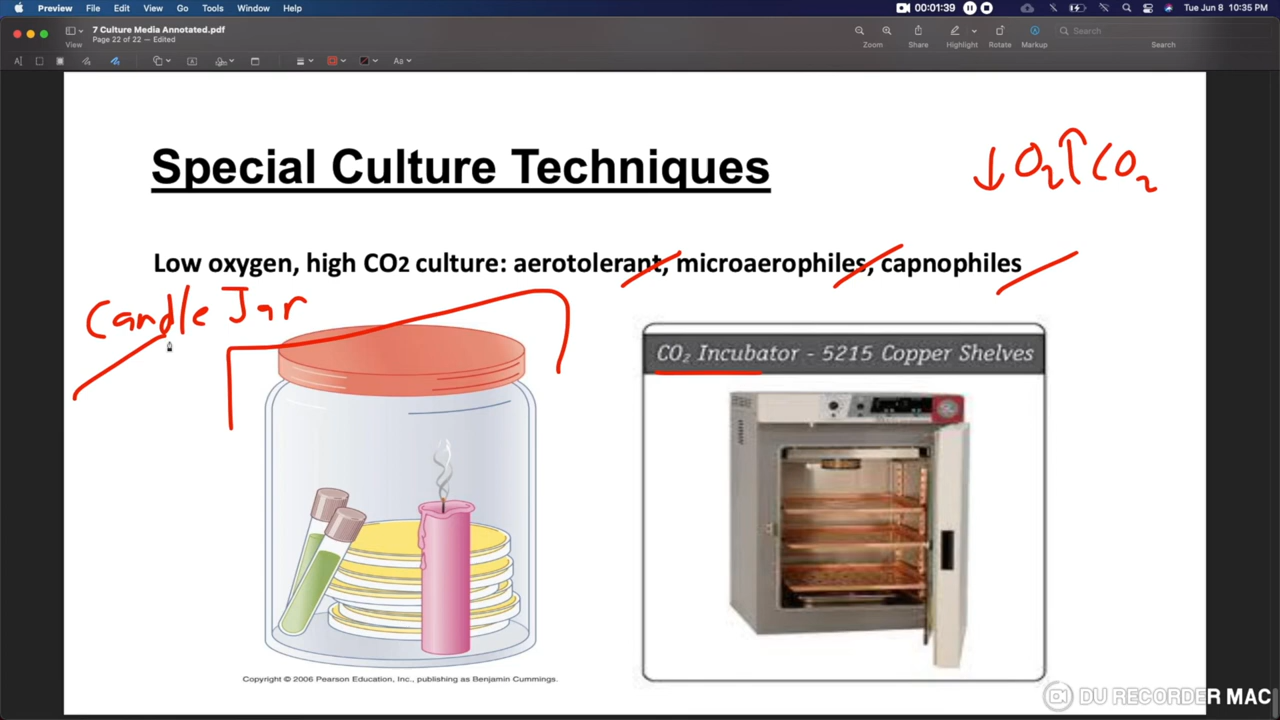 Preview File Edit View Go Tools Window Help 00:01:39 Tue Jun 8 10:35 PM
7 Culture Media Annotated.pdf
Page 22 of 22 — Edited
View Zoom Share Highlight Rotate Markup Search Search
A Aa
Special Culture Techniques
↓O2↑CO2
Low oxygen, high CO2 culture: aerotolerant, microaerophiles, capnophiles
Candle Jar
CO2 Incubator - 5215 Copper Shelves
Copyright © 2006 Pearson Education, Inc., publishing as Benjamin Cummings.
DU RECORDER MAC